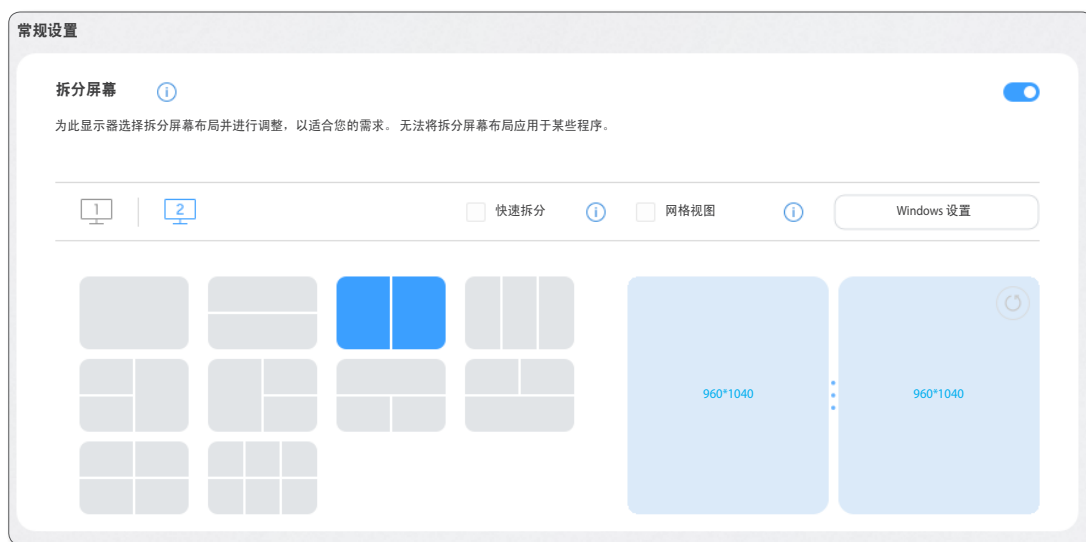 常规设置
拆分屏幕
为此显示器选择拆分屏幕布局并进行调整，以适合您的需求。 无法将拆分屏幕布局应用于某些程序。
1 2 快速拆分 网格视图 Windows 设置
960*1040 960*1040